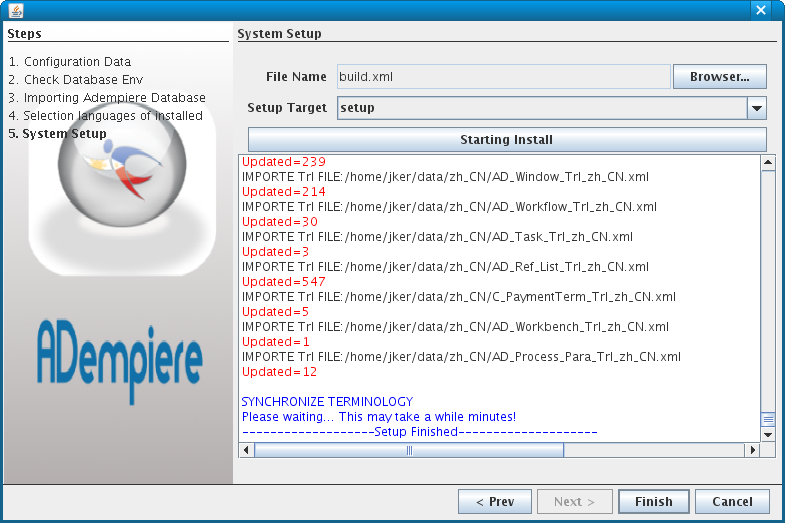 Steps
1. Configuration Data
2. Check Database Env
3. Importing Adempiere Database
4. Selection languages of installed
5. System Setup
ADempiere
System Setup
File Name build.xml Browser...
Setup Target setup
Starting Install
Updated=239
IMPORTE Trl FILE:/home/jker/data/zh_CN/AD_Window_Trl_zh_CN.xml
Updated=214
IMPORTE Trl FILE:/home/jker/data/zh_CN/AD_Workflow_Trl_zh_CN.xml
Updated=30
IMPORTE Trl FILE:/home/jker/data/zh_CN/AD_Task_Trl_zh_CN.xml
Updated=3
IMPORTE Trl FILE:/home/jker/data/zh_CN/AD_Ref_List_Trl_zh_CN.xml
Updated=547
IMPORTE Trl FILE:/home/jker/data/zh_CN/C_PaymentTerm_Trl_zh_CN.xml
Updated=5
IMPORTE Trl FILE:/home/jker/data/zh_CN/AD_Workbench_Trl_zh_CN.xml
Updated=1
IMPORTE Trl FILE:/home/jker/data/zh_CN/AD_Process_Para_Trl_zh_CN.xml
Updated=12
SYNCHRONIZE TERMINOLOGY
Please waiting... This may take a while minutes!
-------------------Setup Finished--------------------
< Prev Next > Finish Cancel